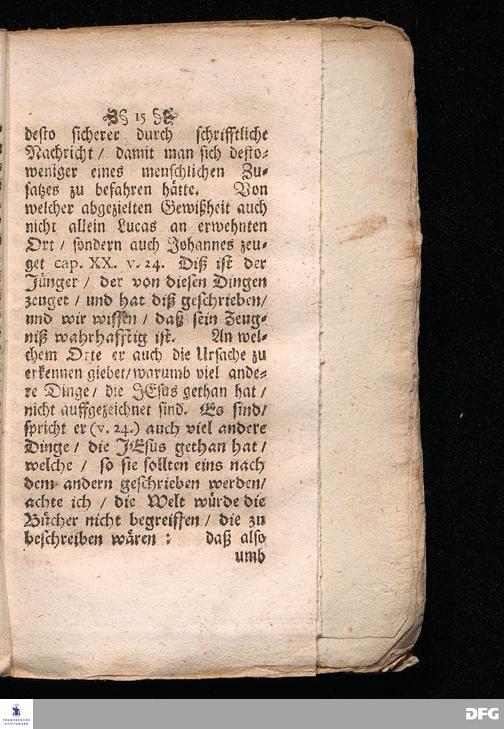 15
desto sicherer durch schrifftliche
Nachricht / damit man sich desto-
weniger eines menschlichen Zu-
satzes zu befahren hätte. Von
welcher abgezielten Gewißheit auch
nicht allein Lucas an erwehnten
Ort / sondern auch Johannes zeu-
get cap. XX. v. 24. Diß ist der
Jünger / der von diesen Dingen
zeuget / und hat diß geschrieben /
und wir wissen / daß sein Zeug-
niß wahrhafftig ist. An wel-
chem Orte er auch die Ursache zu
erkennen giebet / warumb viel ande-
re Dinge / die JEsus gethan hat /
nicht auffgezeichnet sind. Es sind /
spricht er (v. 24.) auch viel andere
Dinge / die JEsus gethan hat /
welche / so sie sollten eins nach
dem andern geschrieben werden /
achte ich / die Welt würde die
Bücher nicht begreiffen / die zu
beschreiben wären : daß also
umb
FRANCKESCHE
STIFTUNGEN
DFG